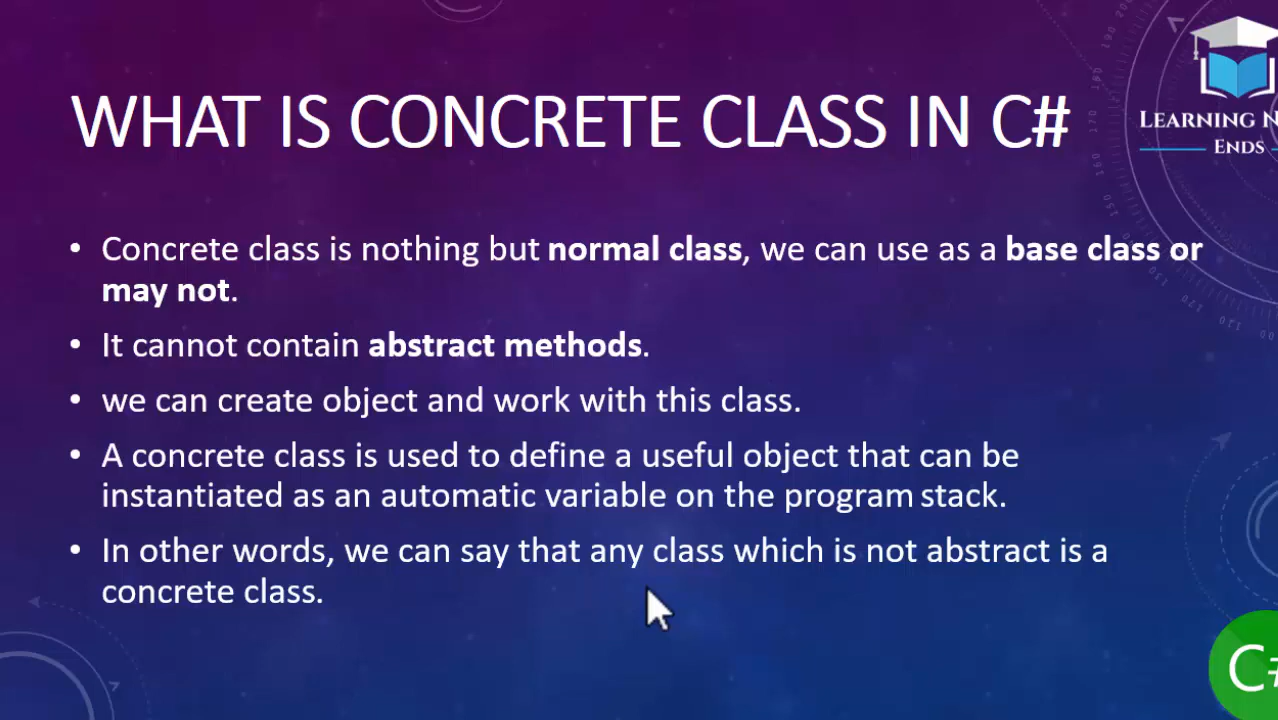 WHAT IS CONCRETE CLASS IN C#
LEARNING N
ENDS
• Concrete class is nothing but normal class, we can use as a base class or
may not.
• It cannot contain abstract methods.
• we can create object and work with this class.
• A concrete class is used to define a useful object that can be
instantiated as an automatic variable on the program stack.
• In other words, we can say that any class which is not abstract is a
concrete class.
C#